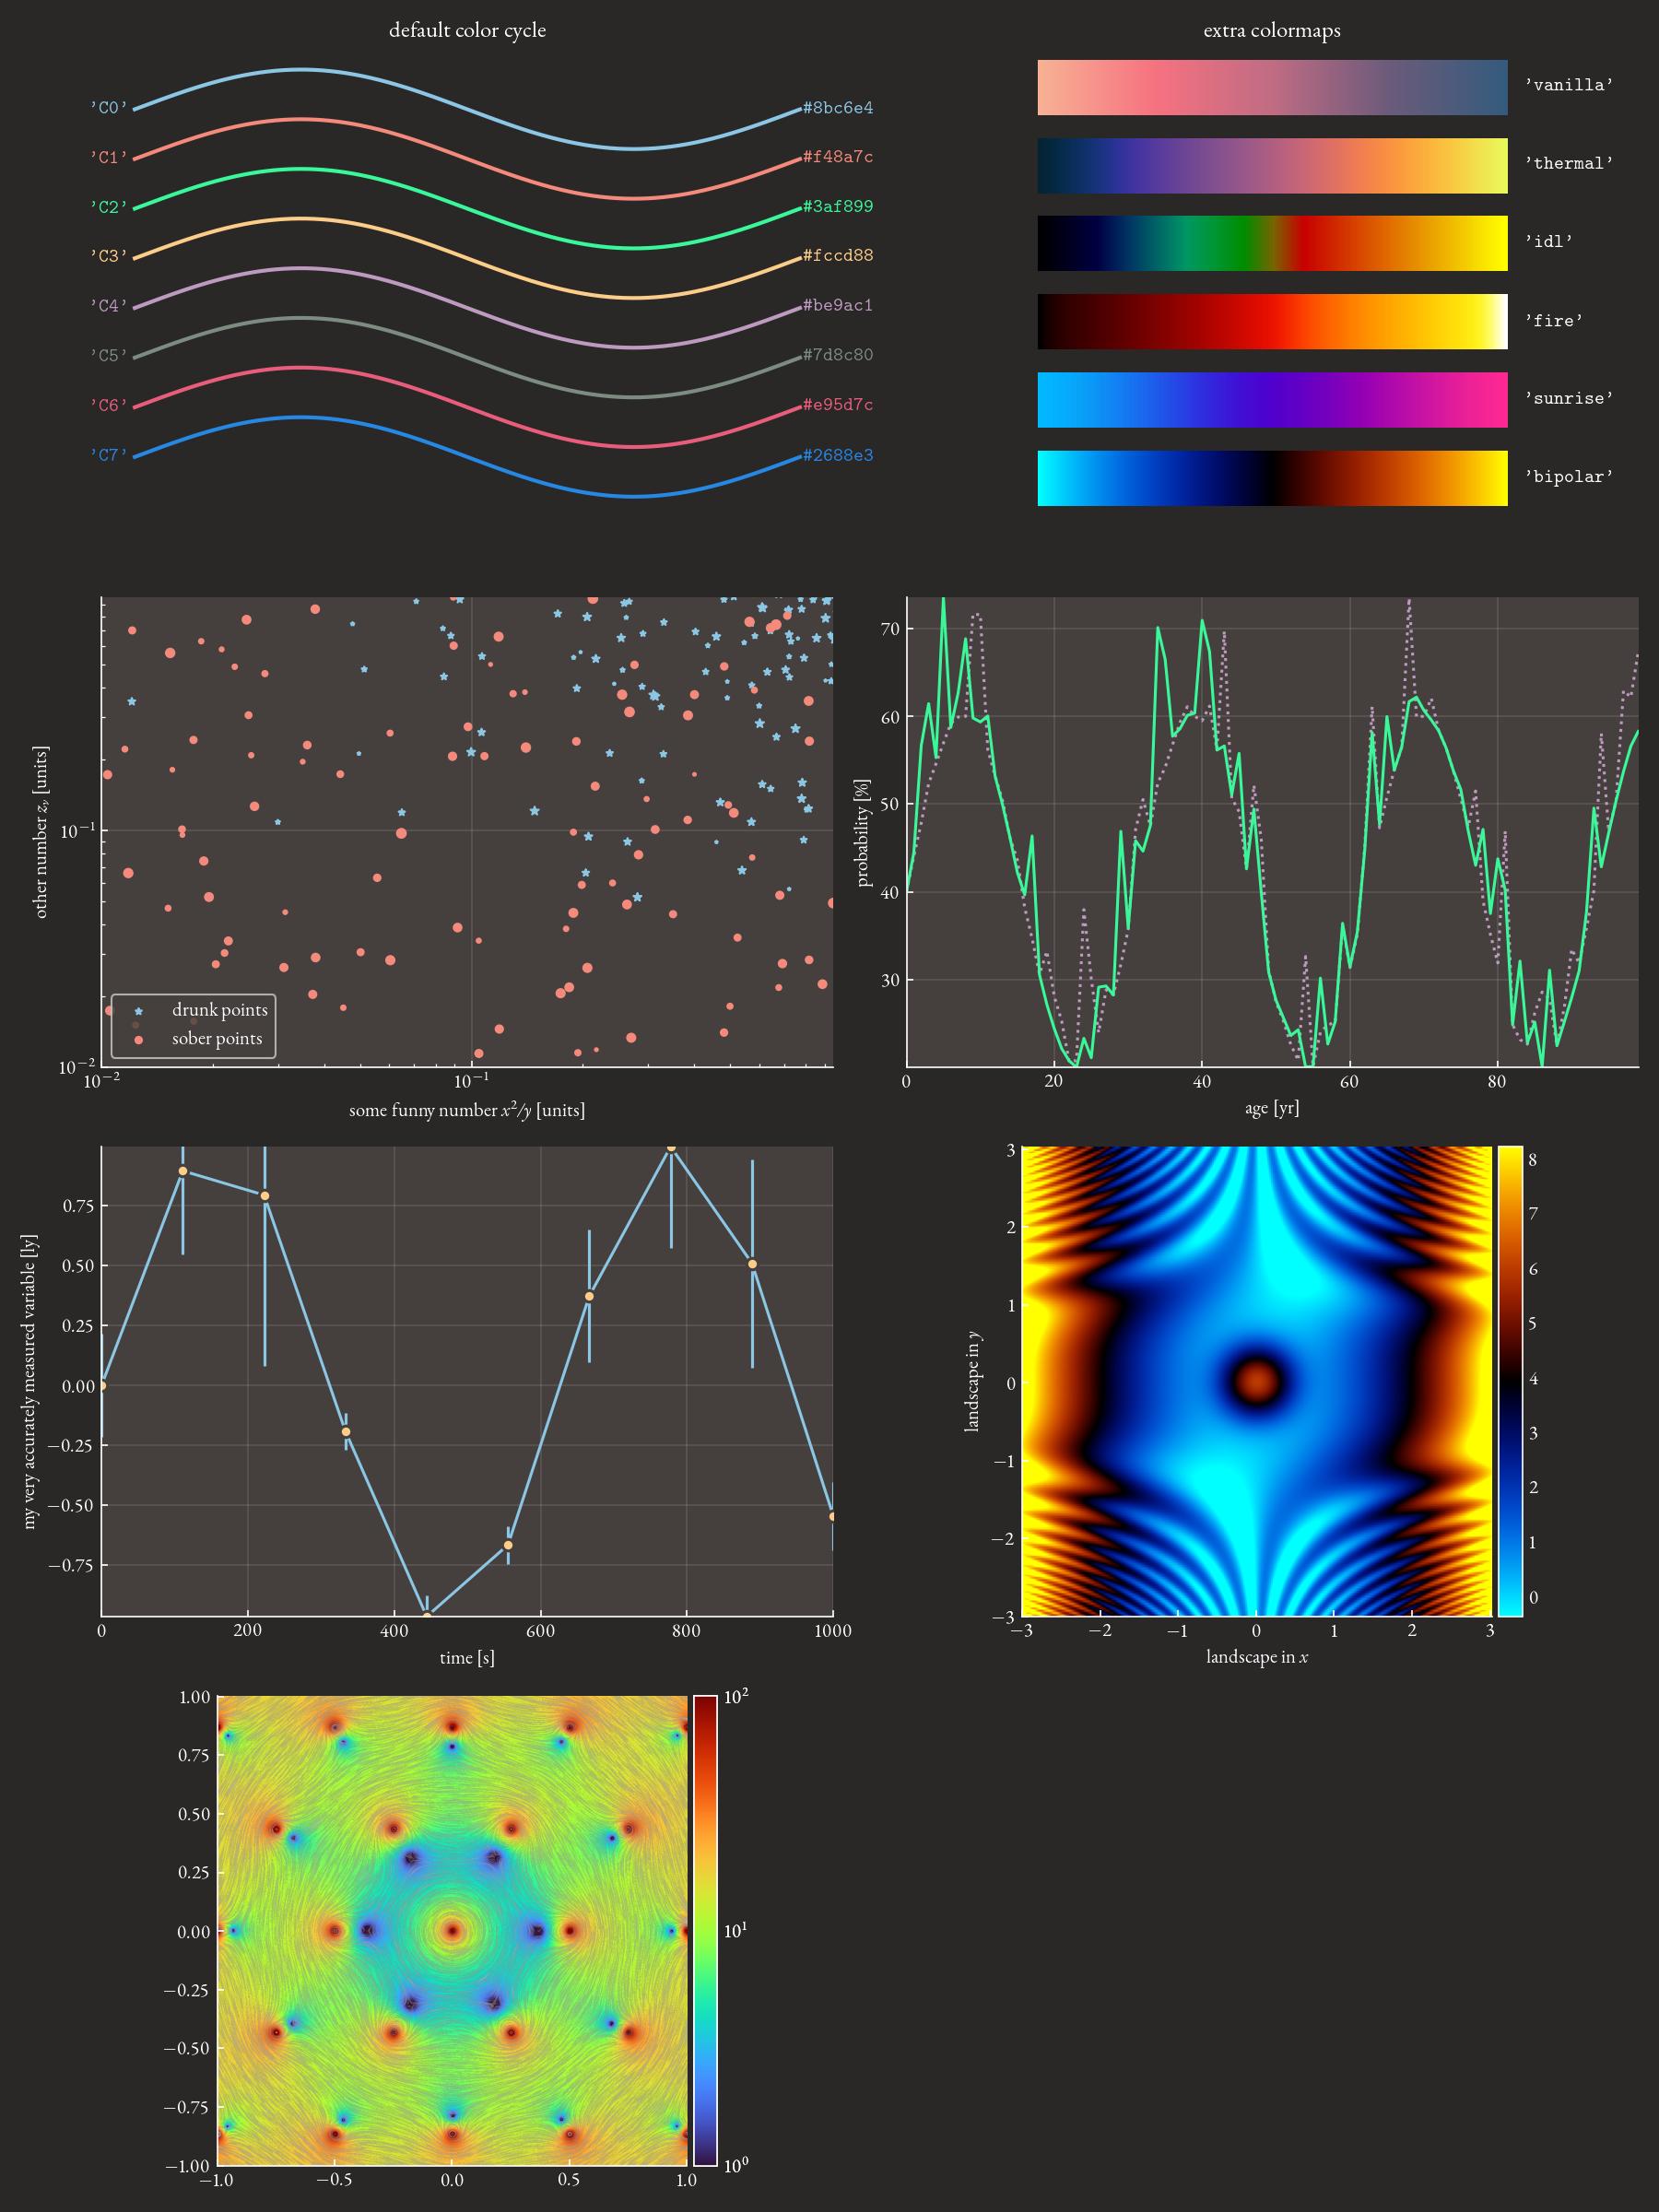 default color cycle
extra colormaps
'C0' #8bc6e4
'C1' #f48a7c
'C2' #3af899
'C3' #fccd88
'C4' #be9ac1
'C5' #7d8c80
'C6' #e95d7c
'C7' #2688e3
'vanilla'
'thermal'
'idl'
'fire'
'sunrise'
'bipolar'
other number zᵥ [units]
10⁻¹
10⁻²
drunk points
sober points
10⁻² 10⁻¹
some funny number x²/y [units]
probability [%]
70
60
50
40
30
0 20 40 60 80
age [yr]
my very accurately measured variable [ly]
0.75
0.50
0.25
0.00
−0.25
−0.50
−0.75
0 200 400 600 800 1000
time [s]
landscape in y
3
2
1
0
−1
−2
−3
−3 −2 −1 0 1 2 3
landscape in x
8
7
6
5
4
3
2
1
0
1.00
0.75
0.50
0.25
0.00
−0.25
−0.50
−0.75
−1.00
−1.0 −0.5 0.0 0.5 1.0
10²
10¹
10⁰